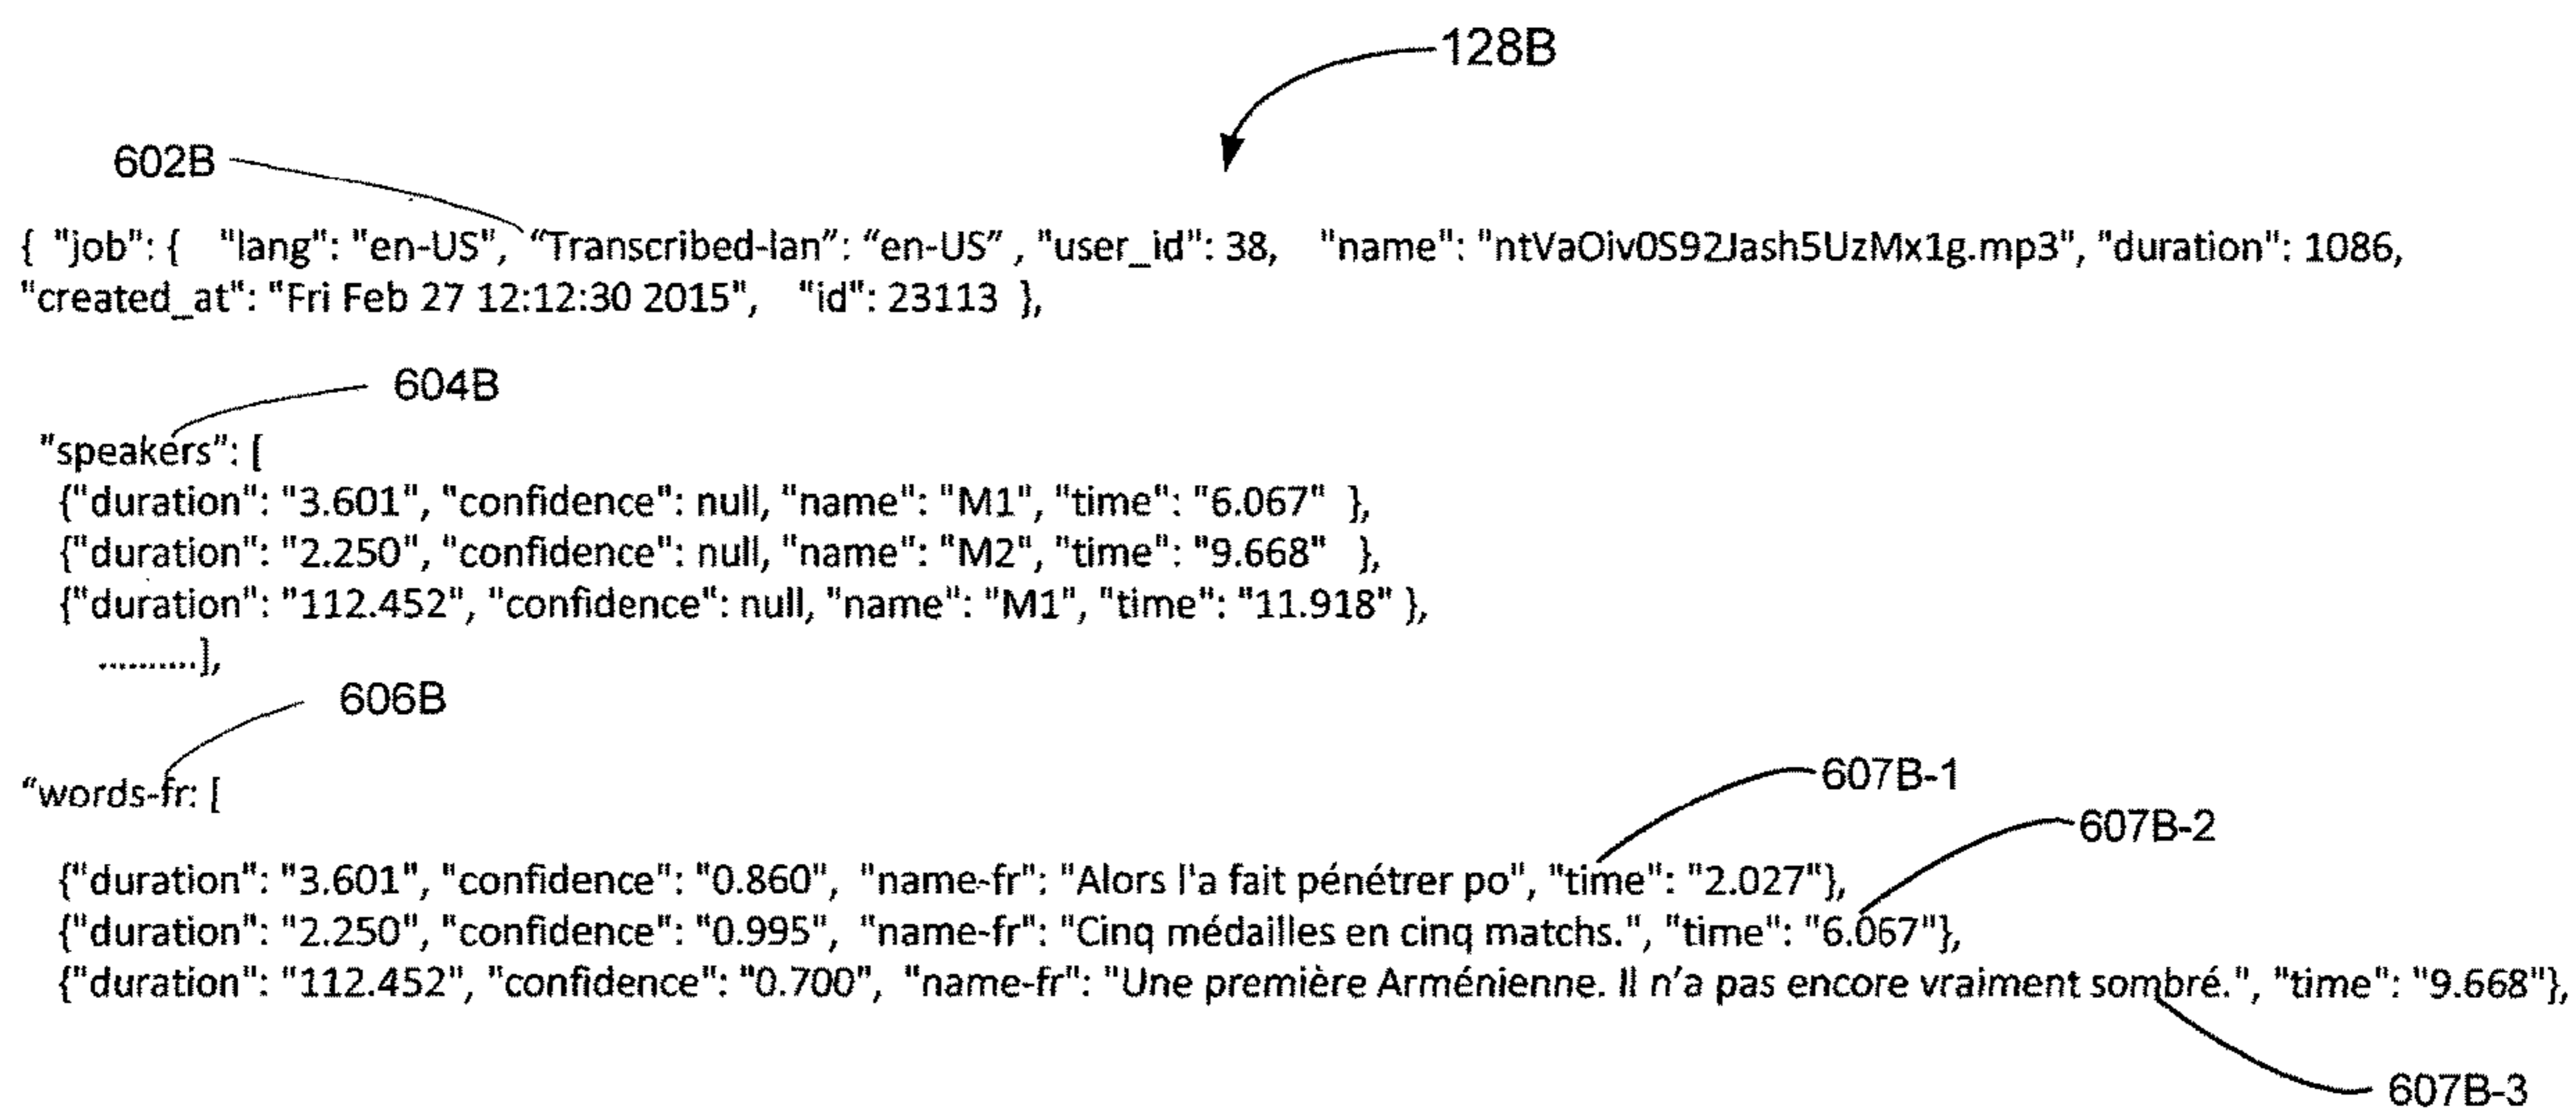 128B
602B
{ "job": { "lang": "en-US", “Transcribed-lan”: “en-US” , "user_id": 38, "name": "ntVaOiv0S92Jash5UzMx1g.mp3", "duration": 1086,
"created_at": "Fri Feb 27 12:12:30 2015", "id": 23113 },
604B
"speakers": [
{"duration": "3.601", "confidence": null, "name": "M1", "time": "6.067" },
{"duration": "2.250", "confidence": null, "name": "M2", "time": "9.668" },
{"duration": "112.452", "confidence": null, "name": "M1", "time": "11.918" },
..........],
606B
“words-fr: [
607B-1
607B-2
{"duration": "3.601", "confidence": "0.860", "name-fr": "Alors l'a fait pénétrer po", "time": "2.027"},
{"duration": "2.250", "confidence": "0.995", "name-fr": "Cinq médailles en cinq matchs.", "time": "6.067"},
{"duration": "112.452", "confidence": "0.700", "name-fr": "Une première Arménienne. Il n’a pas encore vraiment sombré.", "time": "9.668"},
607B-3